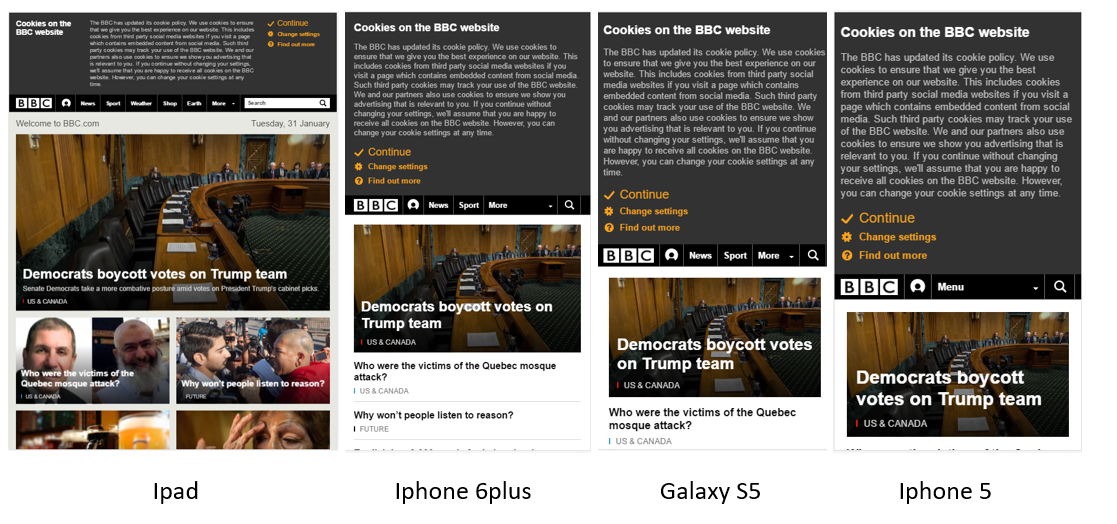 Cookies on the
BBC website
The BBC has updated its cookie policy. We use cookies to ensure
that we give you the best experience on our website. This includes
cookies from third party social media websites if you visit a page
which contains embedded content from social media. Such third
party cookies may track your use of the BBC website. We and our
partners also use cookies to ensure we show you advertising that
is relevant to you. If you continue without changing your settings,
we'll assume that you are happy to receive all cookies on the BBC
website. However, you can change your cookie settings at any
time.
Continue
Change settings
Find out more
BBC News Sport Weather Shop Earth More Search
Welcome to BBC.com Tuesday, 31 January
Democrats boycott votes on Trump team
Senate Democrats take a more combative posture amid votes on President Trump's cabinet picks.
US & CANADA
Who were the victims of the
Quebec mosque attack?
US & CANADA
Why won't people listen to reason?
FUTURE
Ipad
Cookies on the BBC website
The BBC has updated its cookie policy. We use cookies to
ensure that we give you the best experience on our website. This
includes cookies from third party social media websites if you
visit a page which contains embedded content from social media.
Such third party cookies may track your use of the BBC website.
We and our partners also use cookies to ensure we show you
advertising that is relevant to you. If you continue without
changing your settings, we'll assume that you are happy to
receive all cookies on the BBC website. However, you can
change your cookie settings at any time.
Continue
Change settings
Find out more
BBC News Sport More
Democrats boycott votes on
Trump team
US & CANADA
Who were the victims of the Quebec mosque
attack?
US & CANADA
Why won't people listen to reason?
FUTURE
Iphone 6plus
Cookies on the BBC website
The BBC has updated its cookie policy. We use cookies
to ensure that we give you the best experience on our
website. This includes cookies from third party social
media websites if you visit a page which contains
embedded content from social media. Such third party
cookies may track your use of the BBC website. We
and our partners also use cookies to ensure we show
you advertising that is relevant to you. If you continue
without changing your settings, we'll assume that you
are happy to receive all cookies on the BBC website.
However, you can change your cookie settings at any
time.
Continue
Change settings
Find out more
BBC News Sport More
Democrats boycott votes
on Trump team
US & CANADA
Who were the victims of the Quebec
mosque attack?
US & CANADA
Galaxy S5
Cookies on the BBC website
The BBC has updated its cookie policy. We use
cookies to ensure that we give you the best
experience on our website. This includes cookies
from third party social media websites if you visit a
page which contains embedded content from social
media. Such third party cookies may track your use
of the BBC website. We and our partners also use
cookies to ensure we show you advertising that is
relevant to you. If you continue without changing
your settings, we'll assume that you are happy to
receive all cookies on the BBC website. However,
you can change your cookie settings at any time.
Continue
Change settings
Find out more
BBC Menu
Democrats boycott
votes on Trump team
US & CANADA
Iphone 5